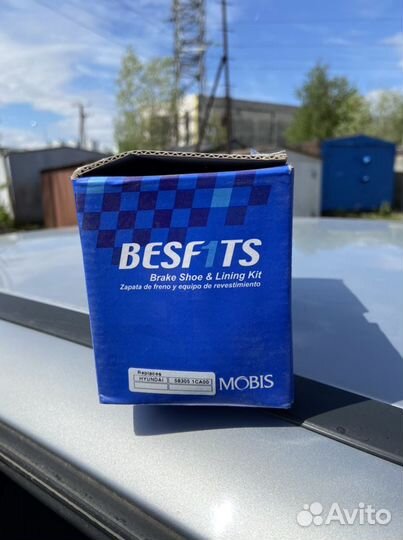 BESF1TS
Brake Shoe & Lining Kit
Zapata de freno y equipo de revestimiento
Replaces
HYUNDAI 58305 1CA00
MOBIS
Avito